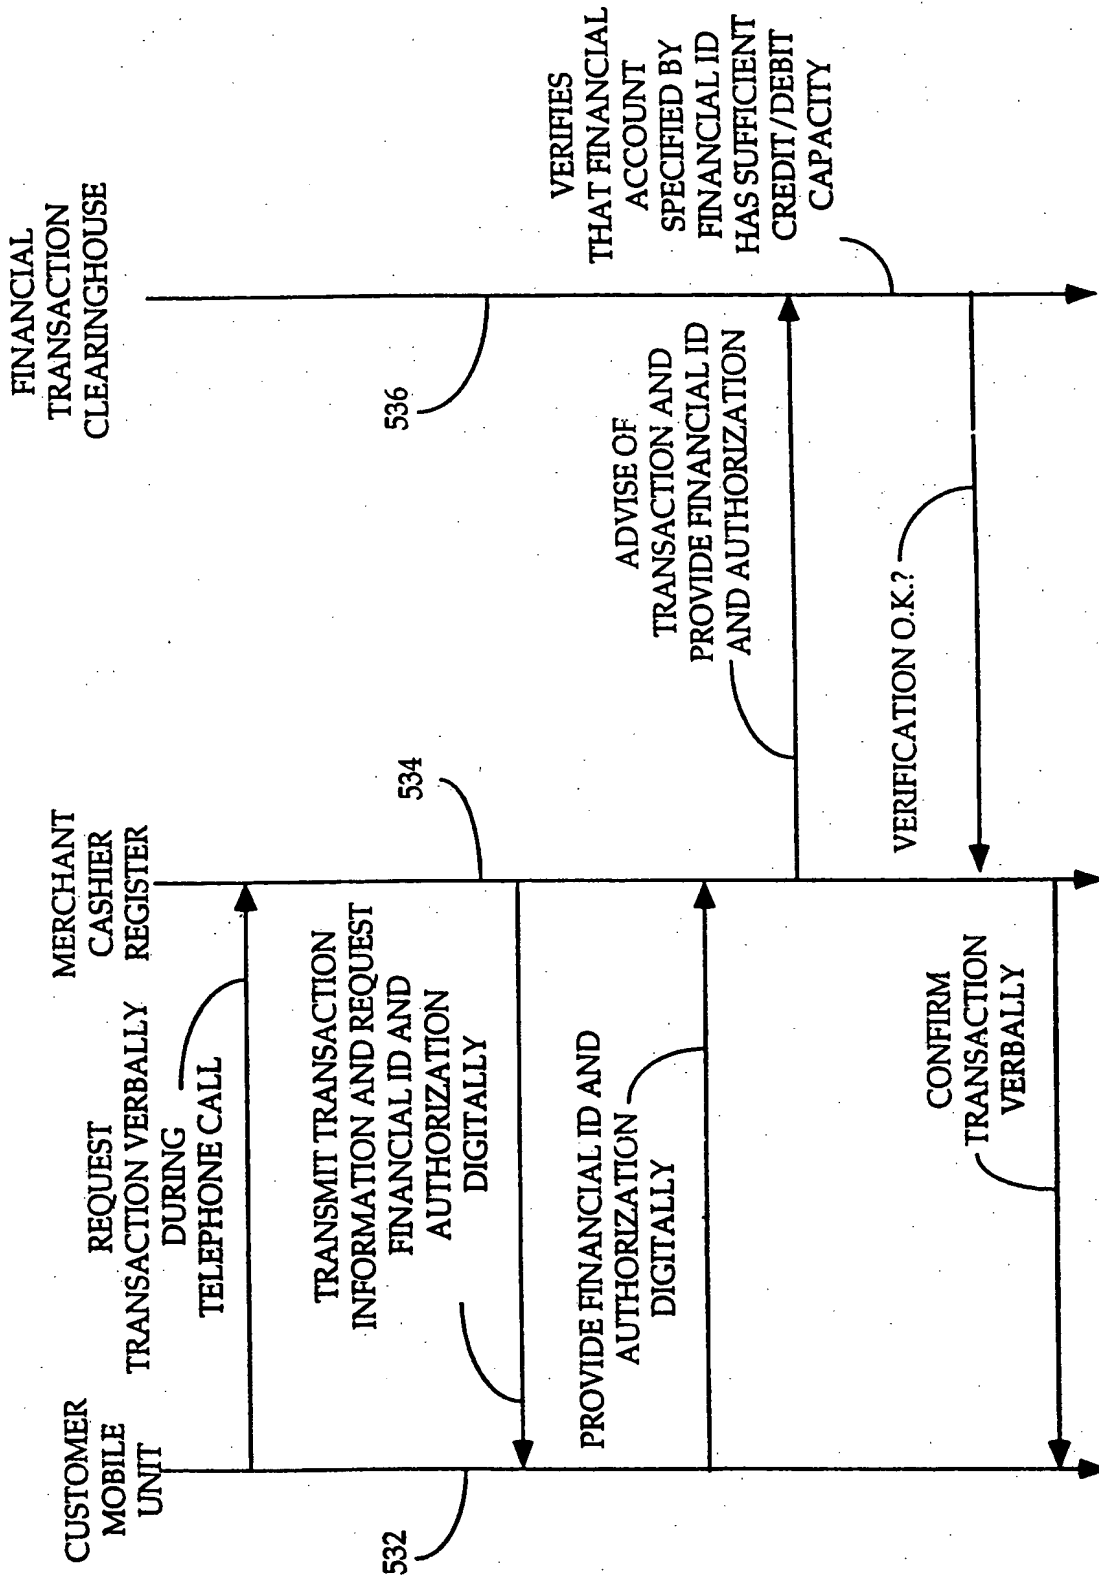 CUSTOMER
MOBILE
UNIT
MERCHANT
CASHIER
REGISTER
FINANCIAL
TRANSACTION
CLEARINGHOUSE
REQUEST
TRANSACTION VERBALLY
DURING
TELEPHONE CALL
532
534
536
TRANSMIT TRANSACTION
INFORMATION AND REQUEST
FINANCIAL ID AND
AUTHORIZATION
DIGITALLY
PROVIDE FINANCIAL ID AND
AUTHORIZATION
DIGITALLY
ADVISE OF
TRANSACTION AND
PROVIDE FINANCIAL ID
AND AUTHORIZATION
VERIFIES
THAT FINANCIAL
ACCOUNT
SPECIFIED BY
FINANCIAL ID
HAS SUFFICIENT
CREDIT/DEBIT
CAPACITY
VERIFICATION O.K.?
CONFIRM
TRANSACTION
VERBALLY